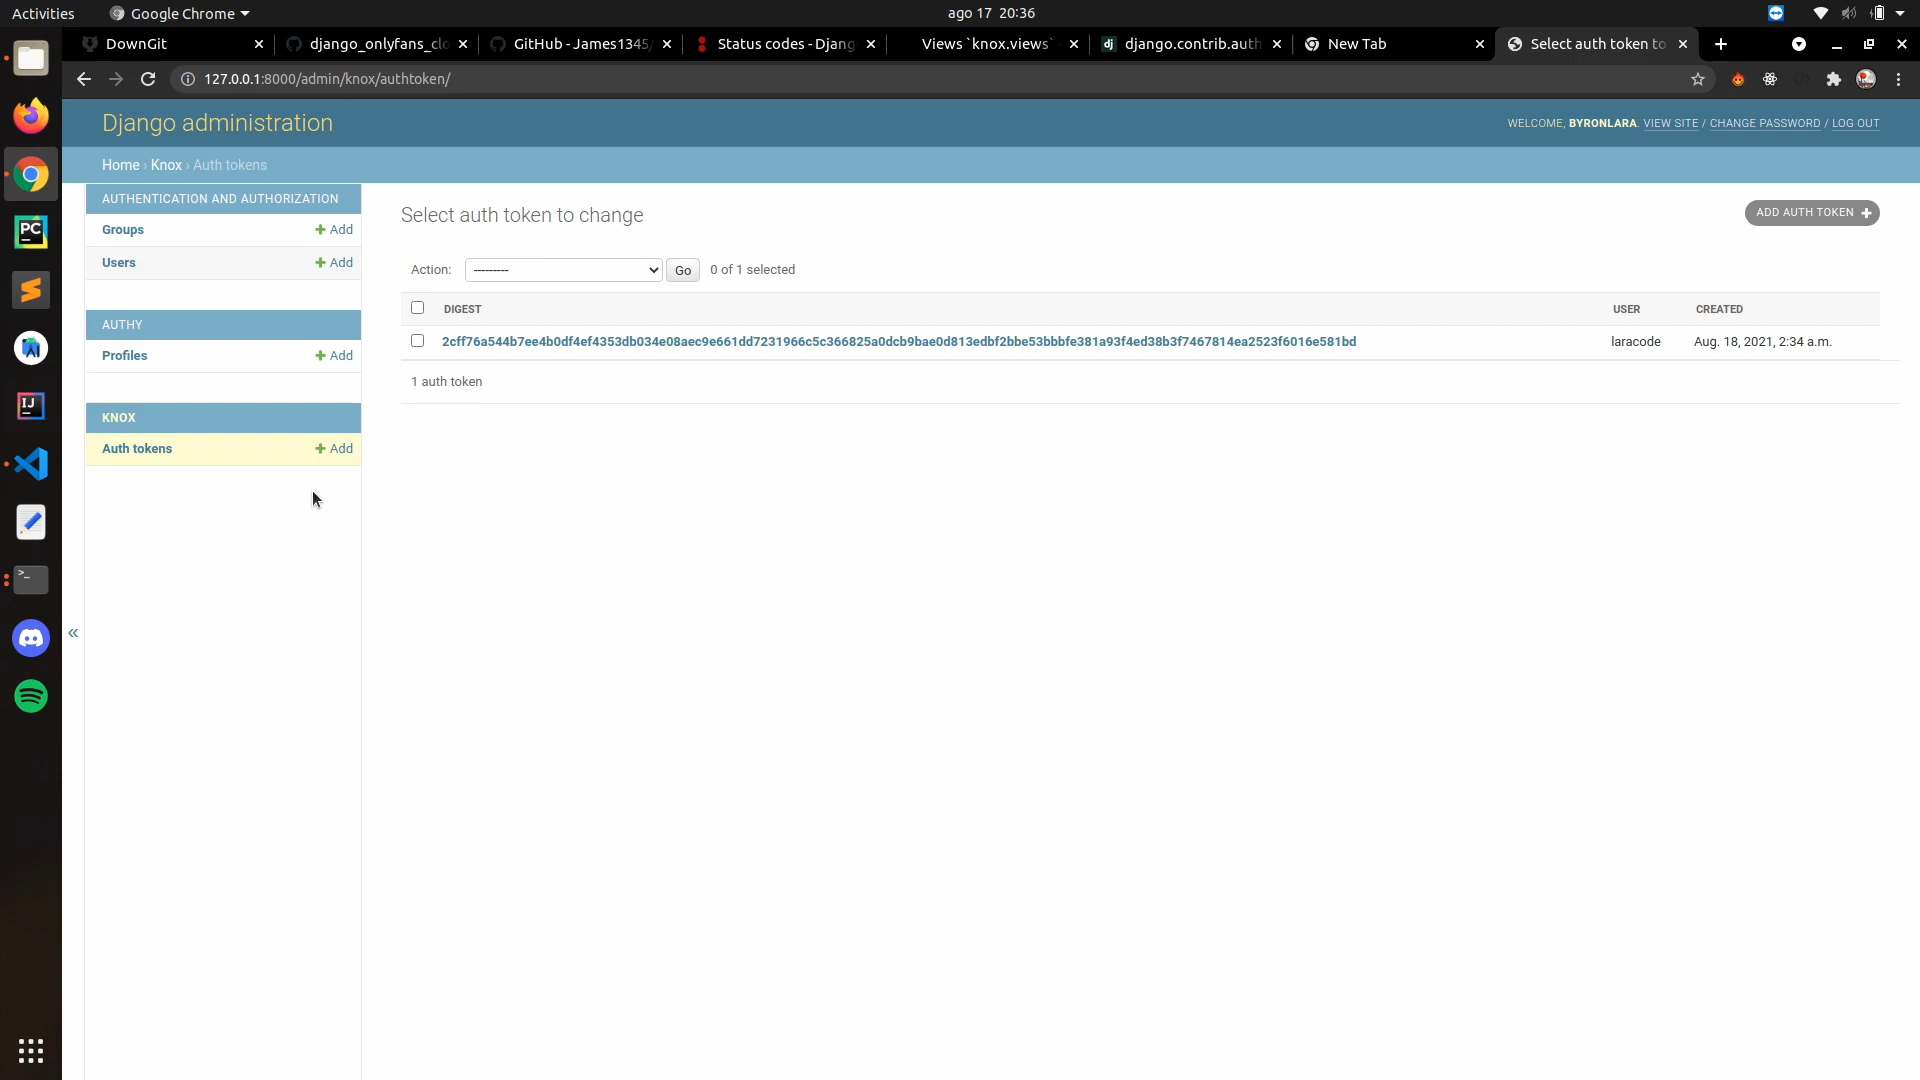 Activities Google Chrome ago 17 20:36
DownGit django_onlyfans_clo GitHub - James1345/ Status codes - Djang Views `knox.views` django.contrib.auth New Tab Select auth token to
127.0.0.1:8000/admin/knox/authtoken/
Django administration
WELCOME, BYRONLARA. VIEW SITE / CHANGE PASSWORD / LOG OUT
Home › Knox › Auth tokens
AUTHENTICATION AND AUTHORIZATION
Groups + Add
Users + Add
AUTHY
Profiles + Add
KNOX
Auth tokens + Add
«
Select auth token to change
ADD AUTH TOKEN +
Action: --------- Go 0 of 1 selected
DIGEST USER CREATED
2cff76a544b7ee4b0df4ef4353db034e08aec9e661dd7231966c5c366825a0dcb9bae0d813edbf2bbe53bbbfe381a93f4ed38b3f7467814ea2523f6016e581bd laracode Aug. 18, 2021, 2:34 a.m.
1 auth token